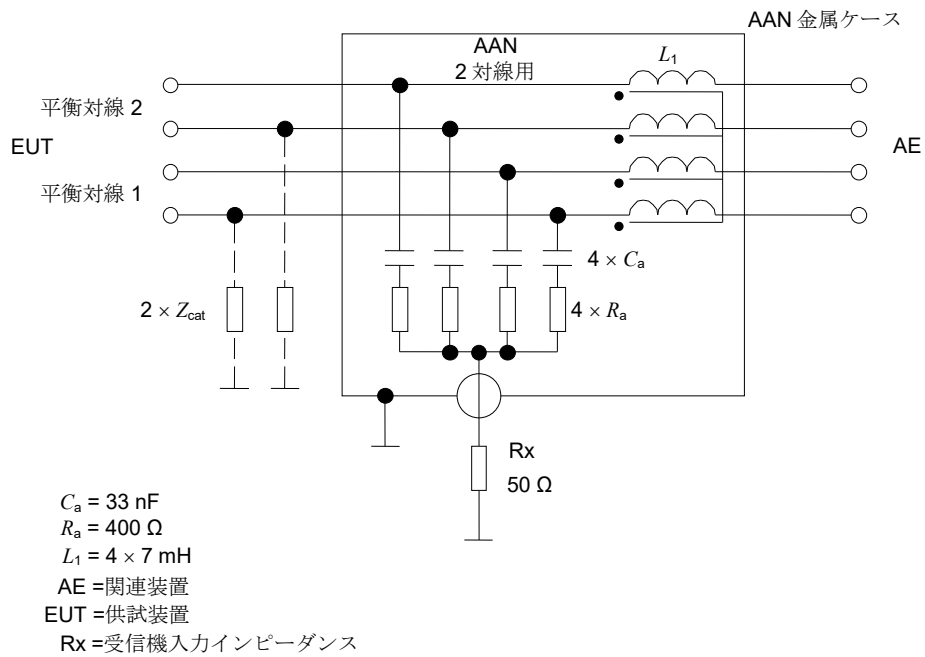 AAN 金属ケース
AAN
2 対線用
L1
平衡対線 2
EUT
AE
平衡対線 1
4 × Ca
2 × Zcat
4 × Ra
Rx
50 Ω
Ca = 33 nF
Ra = 400 Ω
L1 = 4 × 7 mH
AE =関連装置
EUT =供試装置
Rx =受信機入力インピーダンス